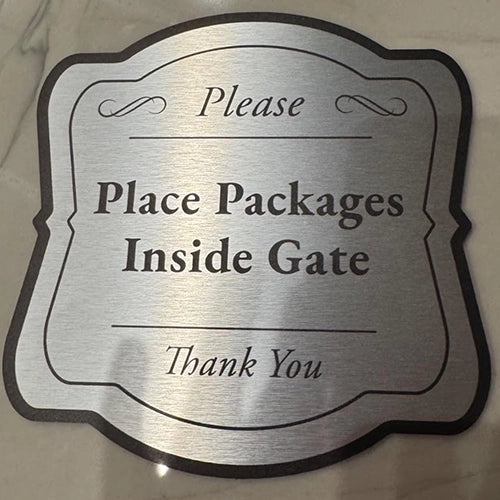 Please
Place Packages
Inside Gate
Thank You